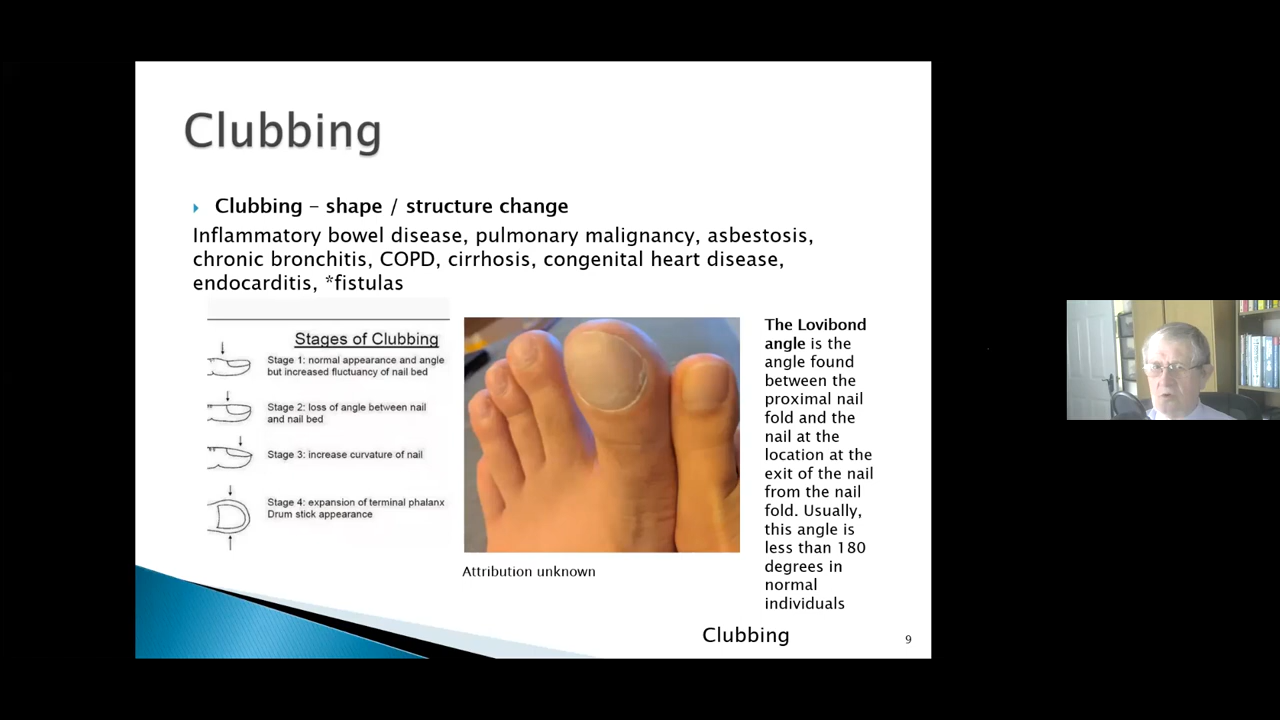 Clubbing
Clubbing – shape / structure change
Inflammatory bowel disease, pulmonary malignancy, asbestosis,
chronic bronchitis, COPD, cirrhosis, congenital heart disease,
endocarditis, *fistulas
Stages of Clubbing
Stage 1: normal appearance and angle
but increased fluctuancy of nail bed
Stage 2: loss of angle between nail
and nail bed
Stage 3: increase curvature of nail
Stage 4: expansion of terminal phalanx
Drum stick appearance
Attribution unknown
The Lovibond
angle is the
angle found
between the
proximal nail
fold and the
nail at the
location at the
exit of the nail
from the nail
fold. Usually,
this angle is
less than 180
degrees in
normal
individuals
Clubbing
9